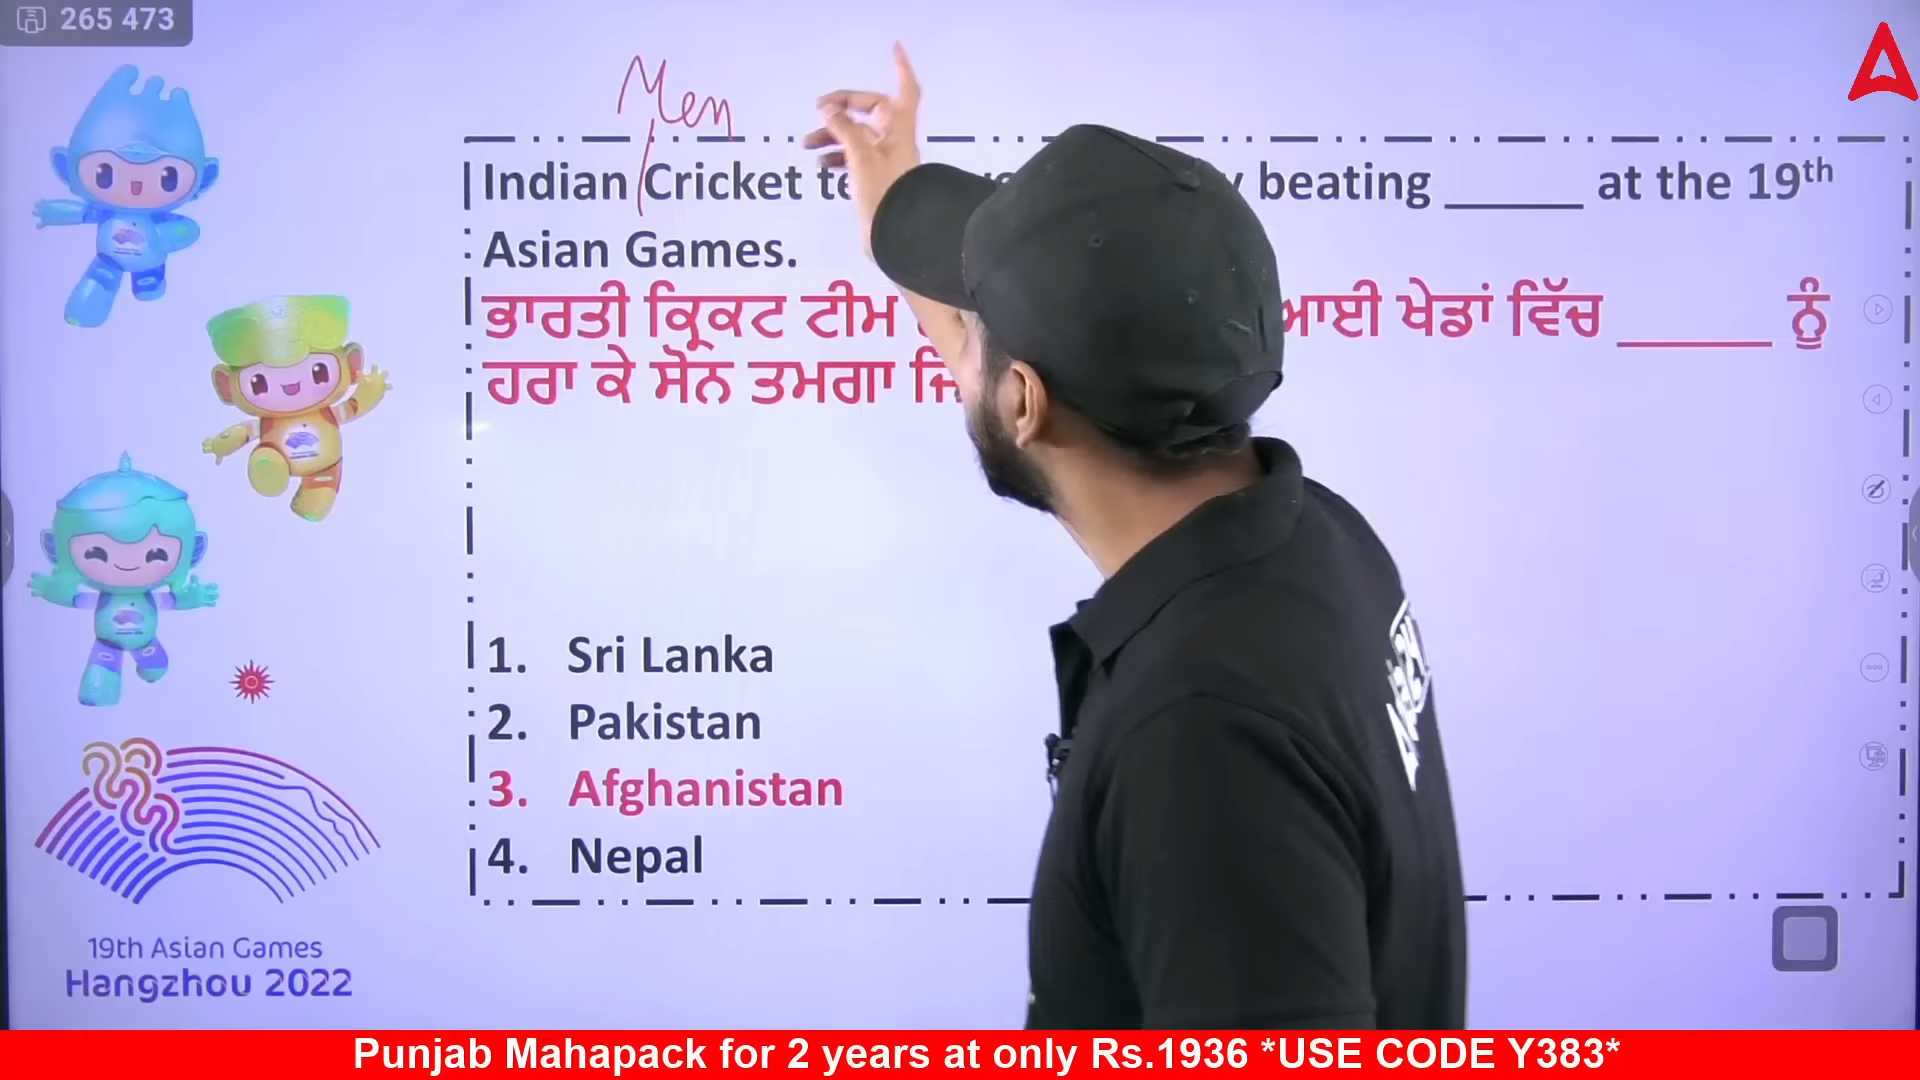 265 473
Men
Indian Cricket beating _____ at the 19th
Asian Games.
ਭਾਰਤੀ ਕ੍ਰਿਕਟ ਟੀਮ ਖੇਡਾਂ ਵਿੱਚ _____ ਨੂੰ
ਹਰਾ ਕੇ ਸੋਨ ਤਮਗਾ
1. Sri Lanka
2. Pakistan
3. Afghanistan
4. Nepal
19th Asian Games
Hangzhou 2022
Punjab Mahapack for 2 years at only Rs.1936 *USE CODE Y383*